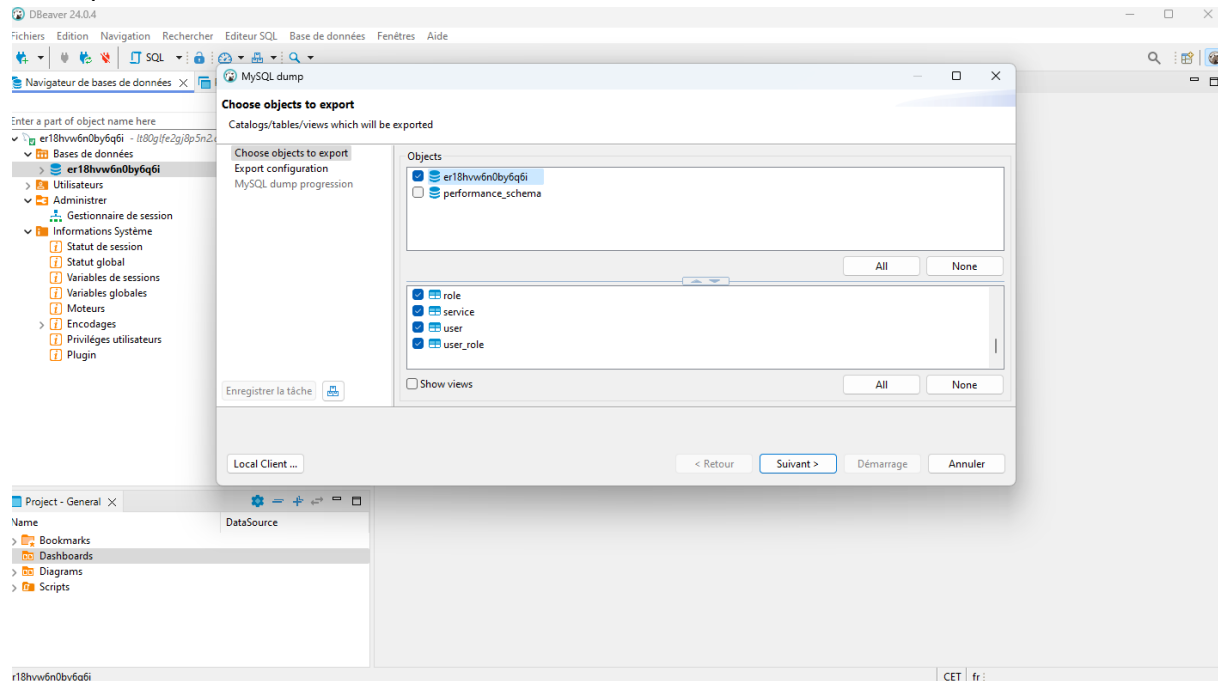 DBeaver 24.0.4
Fichiers Edition Navigation Rechercher Editeur SQL Base de données Fenêtres Aide
SQL
Navigateur de bases de données
Enter a part of object name here
er18hvw6n0by6q6i - lt80glfe2gj8p5n2.
Bases de données
er18hvw6n0by6q6i
Utilisateurs
Administrer
Gestionnaire de session
Informations Système
Statut de session
Statut global
Variables de sessions
Variables globales
Moteurs
Encodages
Priviléges utilisateurs
Plugin
MySQL dump
Choose objects to export
Catalogs/tables/views which will be exported
Choose objects to export
Export configuration
MySQL dump progression
Objects
er18hvw6n0by6q6i
performance_schema
All None
role
service
user
user_role
Show views
All None
Enregistrer la tâche
Local Client ...
< Retour Suivant > Démarrage Annuler
Project - General
Name DataSource
Bookmarks
Dashboards
Diagrams
Scripts
r18hvw6n0by6q6i
CET fr